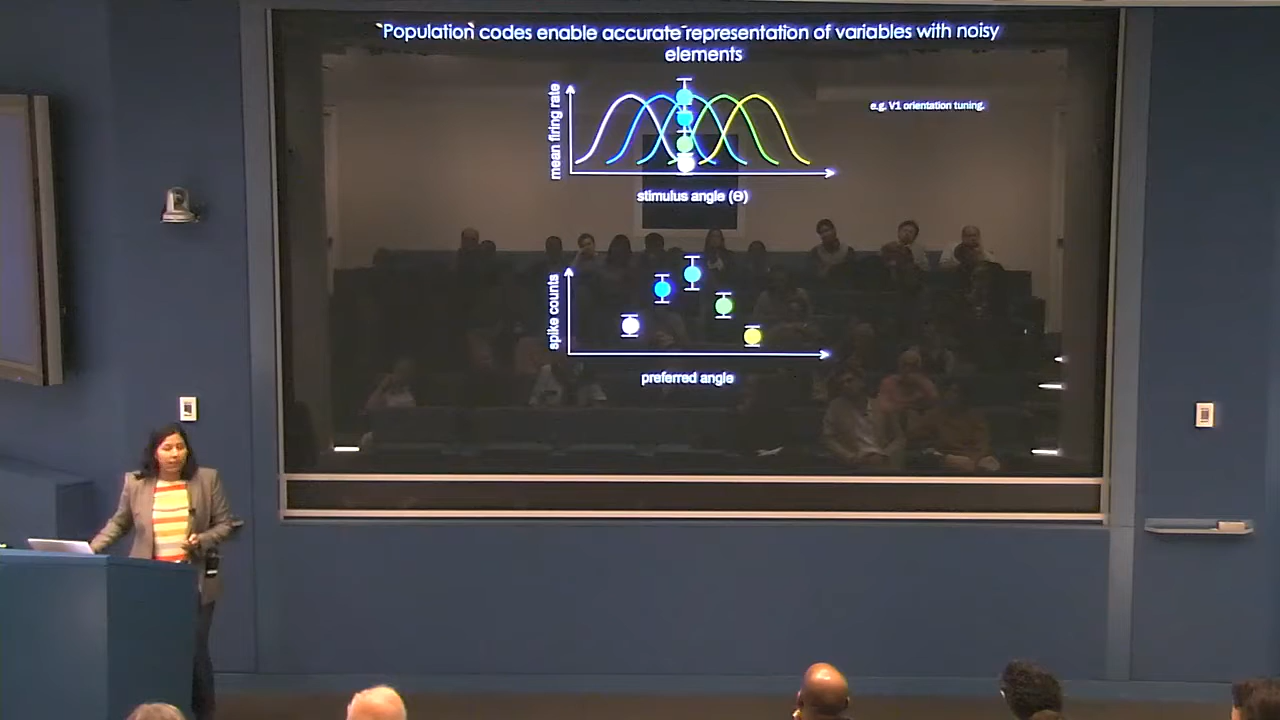 `Population` codes enable accurate representation of variables with noisy
elements
mean firing rate
e.g. V1 orientation tuning.
stimulus angle (Θ)
spike counts
preferred angle